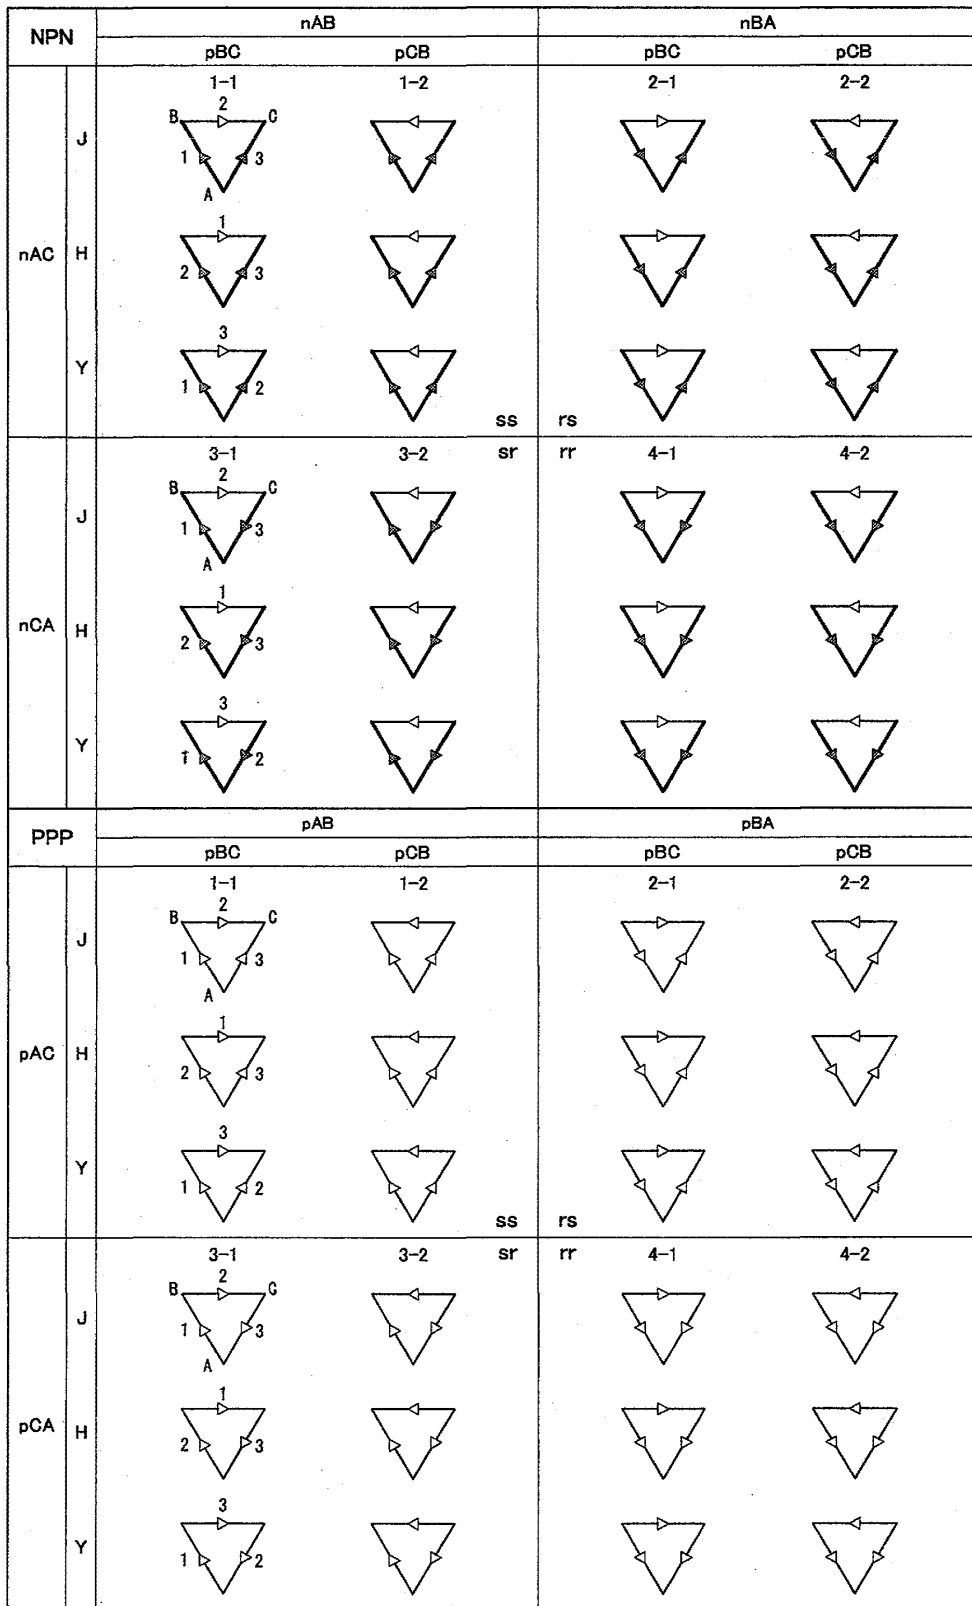 NPN nAB nBA
pBC pCB pBC pCB
1-1 1-2 2-1 2-2
2
B C
J
1 3
A
1
nAC H
2 3
3
Y
1 2
ss rs
3-1 3-2 sr rr 4-1 4-2
2
B C
J
1 3
A
1
nCA H
2 3
3
Y
1 2
PPP pAB pBA
pBC pCB pBC pCB
1-1 1-2 2-1 2-2
2
B C
J
1 3
A
1
pAC H
2 3
3
Y
1 2
ss rs
3-1 3-2 sr rr 4-1 4-2
2
B C
J
1 3
A
1
pCA H
2 3
3
Y
1 2